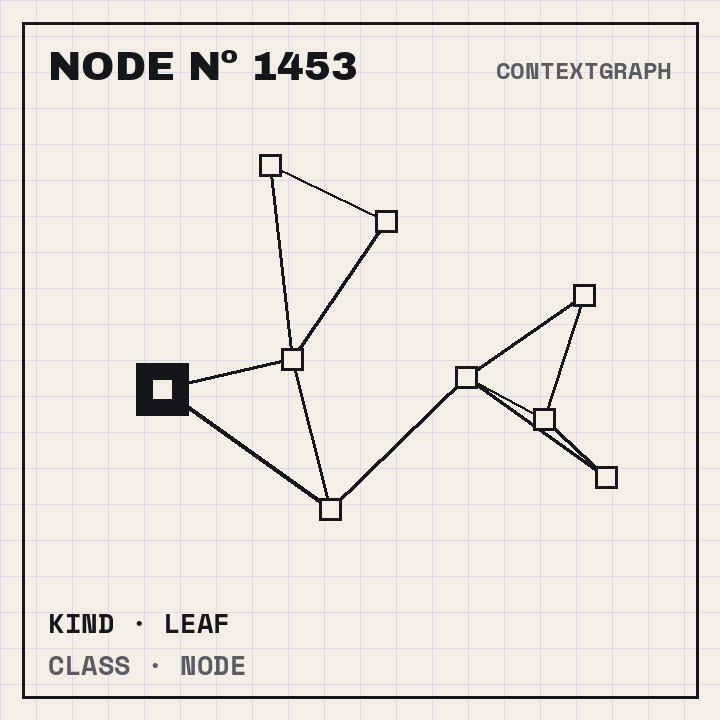 NODE Nº 1453
CONTEXTGRAPH
KIND · LEAF
CLASS · NODE